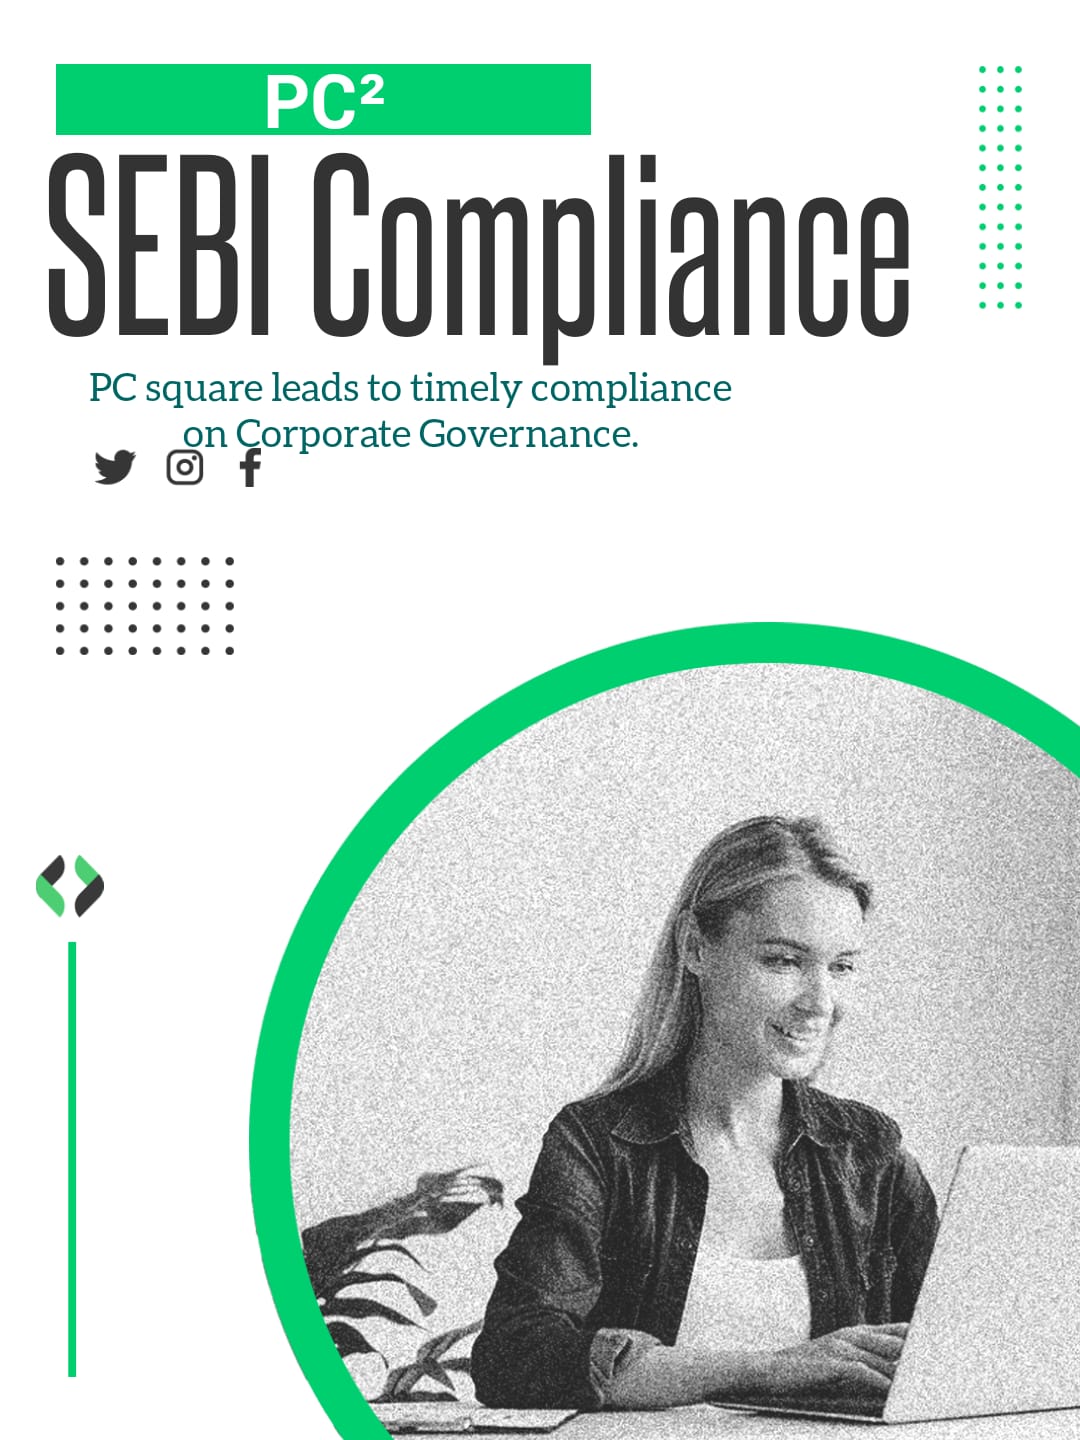 PC²
SEBI Compliance
PC square leads to timely compliance
on Corporate Governance.